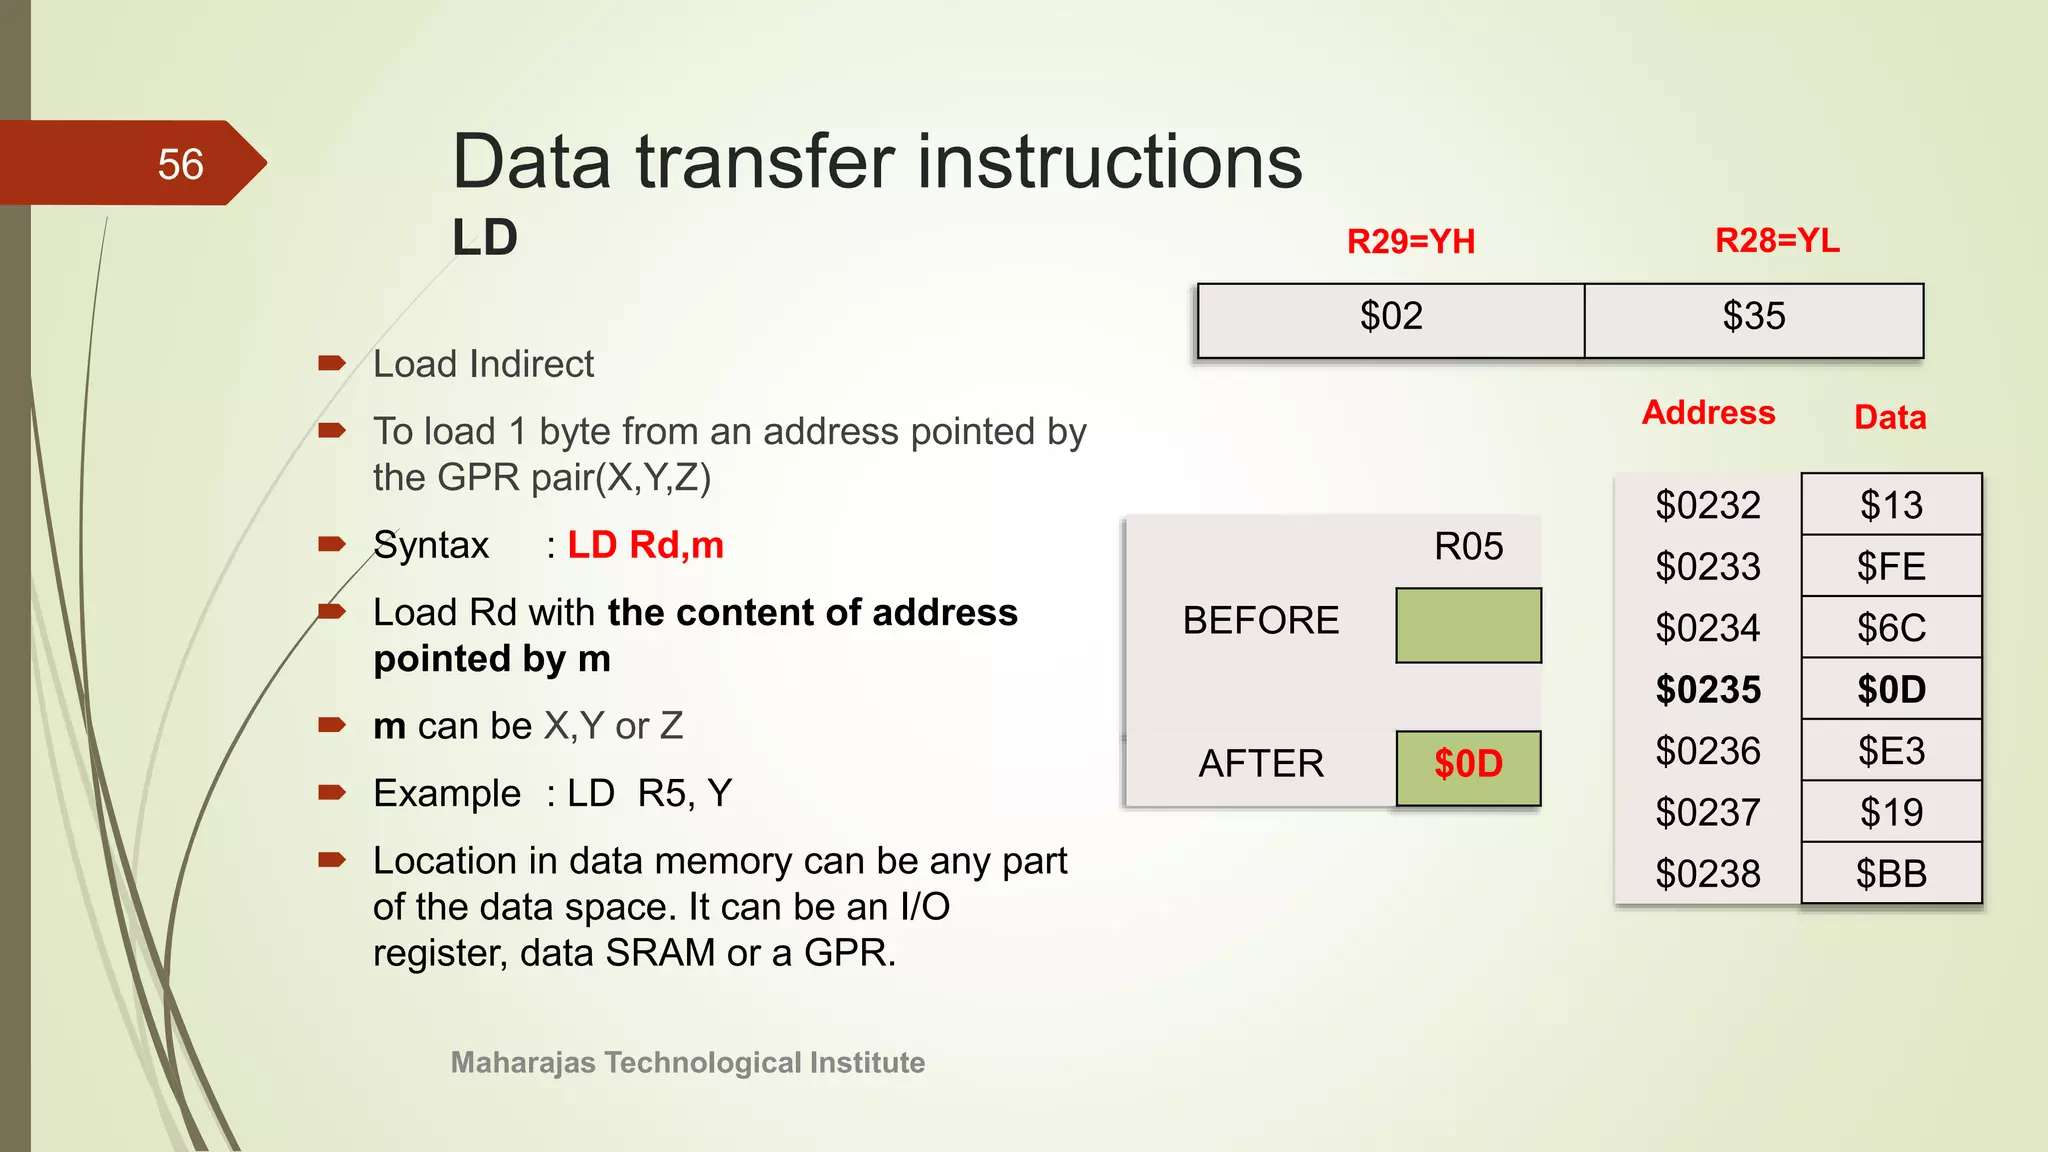 56
Data transfer instructions
LD
Load Indirect
To load 1 byte from an address pointed by
the GPR pair(X,Y,Z)
Syntax : LD Rd,m
Load Rd with the content of address
pointed by m
m can be X,Y or Z
Example : LD R5, Y
Location in data memory can be any part
of the data space. It can be an I/O
register, data SRAM or a GPR.
R29=YH R28=YL
$02 $35
R05
BEFORE
AFTER $0D
Address Data
$0232 $13
$0233 $FE
$0234 $6C
$0235 $0D
$0236 $E3
$0237 $19
$0238 $BB
Maharajas Technological Institute